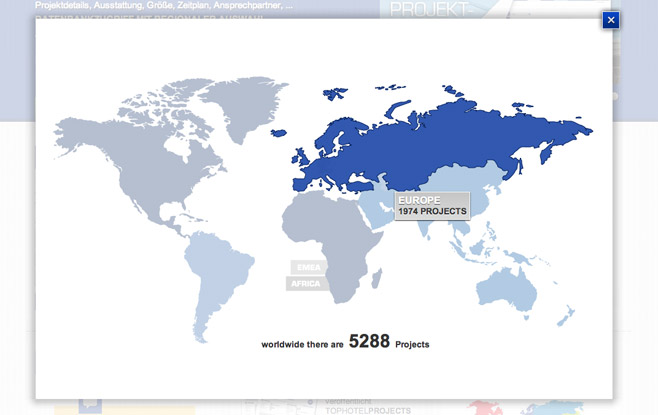 Projektdetails, Ausstattung, Größe, Zeitplan, Ansprechpartner, ...
DATENBANKZUGRIFF MIT REGIONALER AUSWAHL
PROJEKT-
EUROPE
1974 PROJECTS
EMEA
AFRICA
worldwide there are 5288 Projects
TOPHOTELPROJECTS